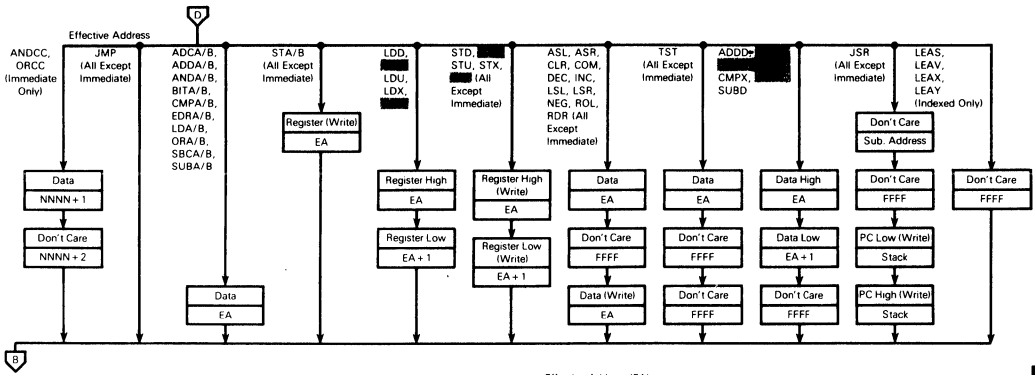 D
Effective Address
ANDCC,
ORCC
(Immediate
Only)
JMP
(All Except
Immediate)
ADCA/B,
ADDA/B,
ANDA/B,
BITA/B,
CMPA/B,
EDRA/B,
LDA/B,
ORA/B,
SBCA/B,
SUBA/B
STA/B
(All Except
Immediate)
LDD,
LDU,
LDX,
STD,
STU, STX,
(All
Except
Immediate)
ASL, ASR,
CLR, COM,
DEC, INC,
LSL, LSR,
NEG, ROL,
RDR (All
Except
Immediate)
TST
(All Except
Immediate)
ADDD,
CMPX,
SUBD
JSR
(All Except
Immediate)
LEAS,
LEAV,
LEAX,
LEAY
(Indexed Only)
Data
NNNN + 1
Don't Care
NNNN + 2
Data
EA
Register (Write)
EA
Register High
EA
Register Low
EA + 1
Register High
(Write)
EA
Register Low
(Write)
EA + 1
Data
EA
Don't Care
FFFF
Data (Write)
EA
Data
EA
Don't Care
FFFF
Don't Care
FFFF
Data High
EA
Data Low
EA + 1
Don't Care
FFFF
Don't Care
Sub. Address
Don't Care
FFFF
PC Low (Write)
Stack
PC High (Write)
Stack
Don't Care
FFFF
B